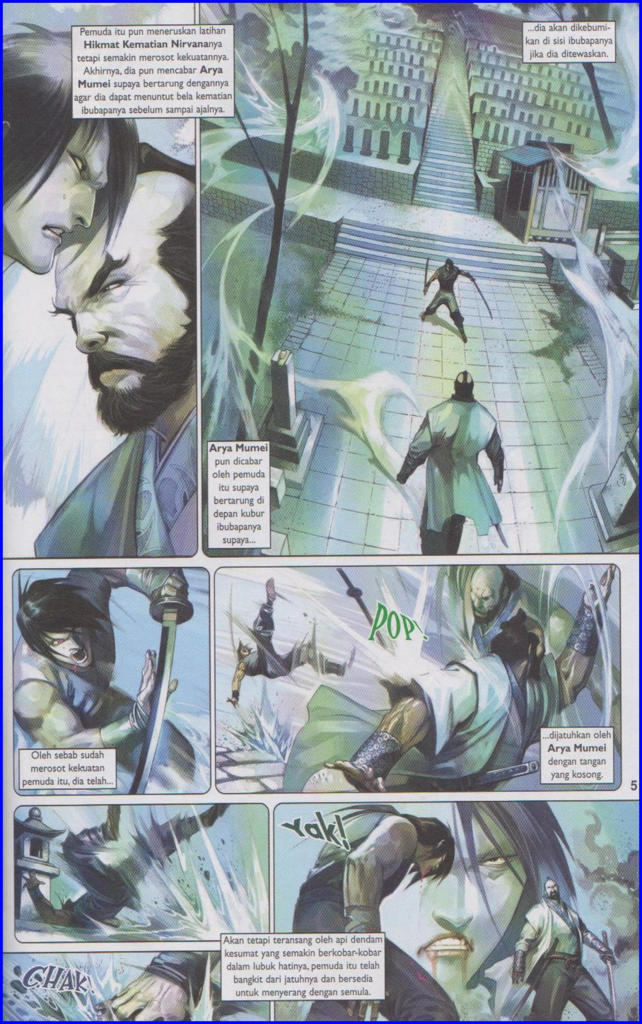 Pemuda itu pun meneruskan latihan
Hikmat Kematian Nirvananya
tetapi semakin merosot kekuatannya.
Akhirnya, dia pun mencabar Arya
Mumei supaya bertarung dengannya
agar dia dapat menuntut bela kematian
ibubapanya sebelum sampai ajalnya.
Arya Mumei
pun dicabar
oleh pemuda
itu supaya
bertarung di
depan kubur
ibubapanya
supaya...
...dia akan dikebumi-
kan di sisi ibubapanya
jika dia ditewaskan.
Oleh sebab sudah
merosot kekuatan
pemuda itu, dia telah...
POP!
...dijatuhkan oleh
Arya Mumei
dengan tangan
yang kosong.
5
Yak!
Akan tetapi teransang oleh api dendam
kesumat yang semakin berkobar-kobar
dalam lubuk hatinya, pemuda itu telah
bangkit dari jatuhnya dan bersedia
untuk menyerang dengan semula.
CHAK